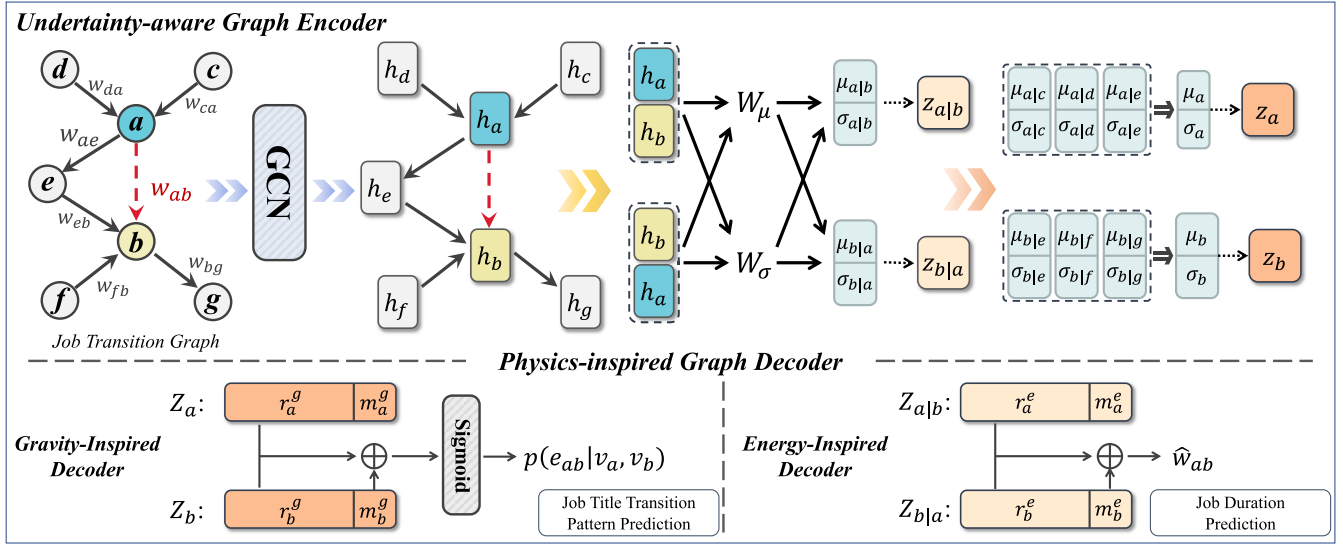 Undertainty-aware Graph Encoder
d
c
w_da
w_ca
a
w_ae
e
w_ab
w_eb
b
w_bg
w_fb
f
g
Job Transition Graph
GCN
h_d
h_c
h_a
h_e
h_b
h_f
h_g
h_a
h_b
h_b
h_a
W_μ
W_σ
μ_a|b
σ_a|b
z_a|b
μ_b|a
σ_b|a
z_b|a
μ_a|c μ_a|d μ_a|e
σ_a|c σ_a|d σ_a|e
μ_a
σ_a
z_a
μ_b|e μ_b|f μ_b|g
σ_b|e σ_b|f σ_b|g
μ_b
σ_b
z_b
Physics-inspired Graph Decoder
Z_a: r_a^g m_a^g
Gravity-Inspired
Decoder
Sigmoid
p(e_ab|v_a, v_b)
Z_b: r_b^g m_b^g
Job Title Transition
Pattern Prediction
Z_a|b: r_a^e m_a^e
Energy-Inspired
Decoder
ŵ_ab
Z_b|a: r_b^e m_b^e
Job Duration
Prediction